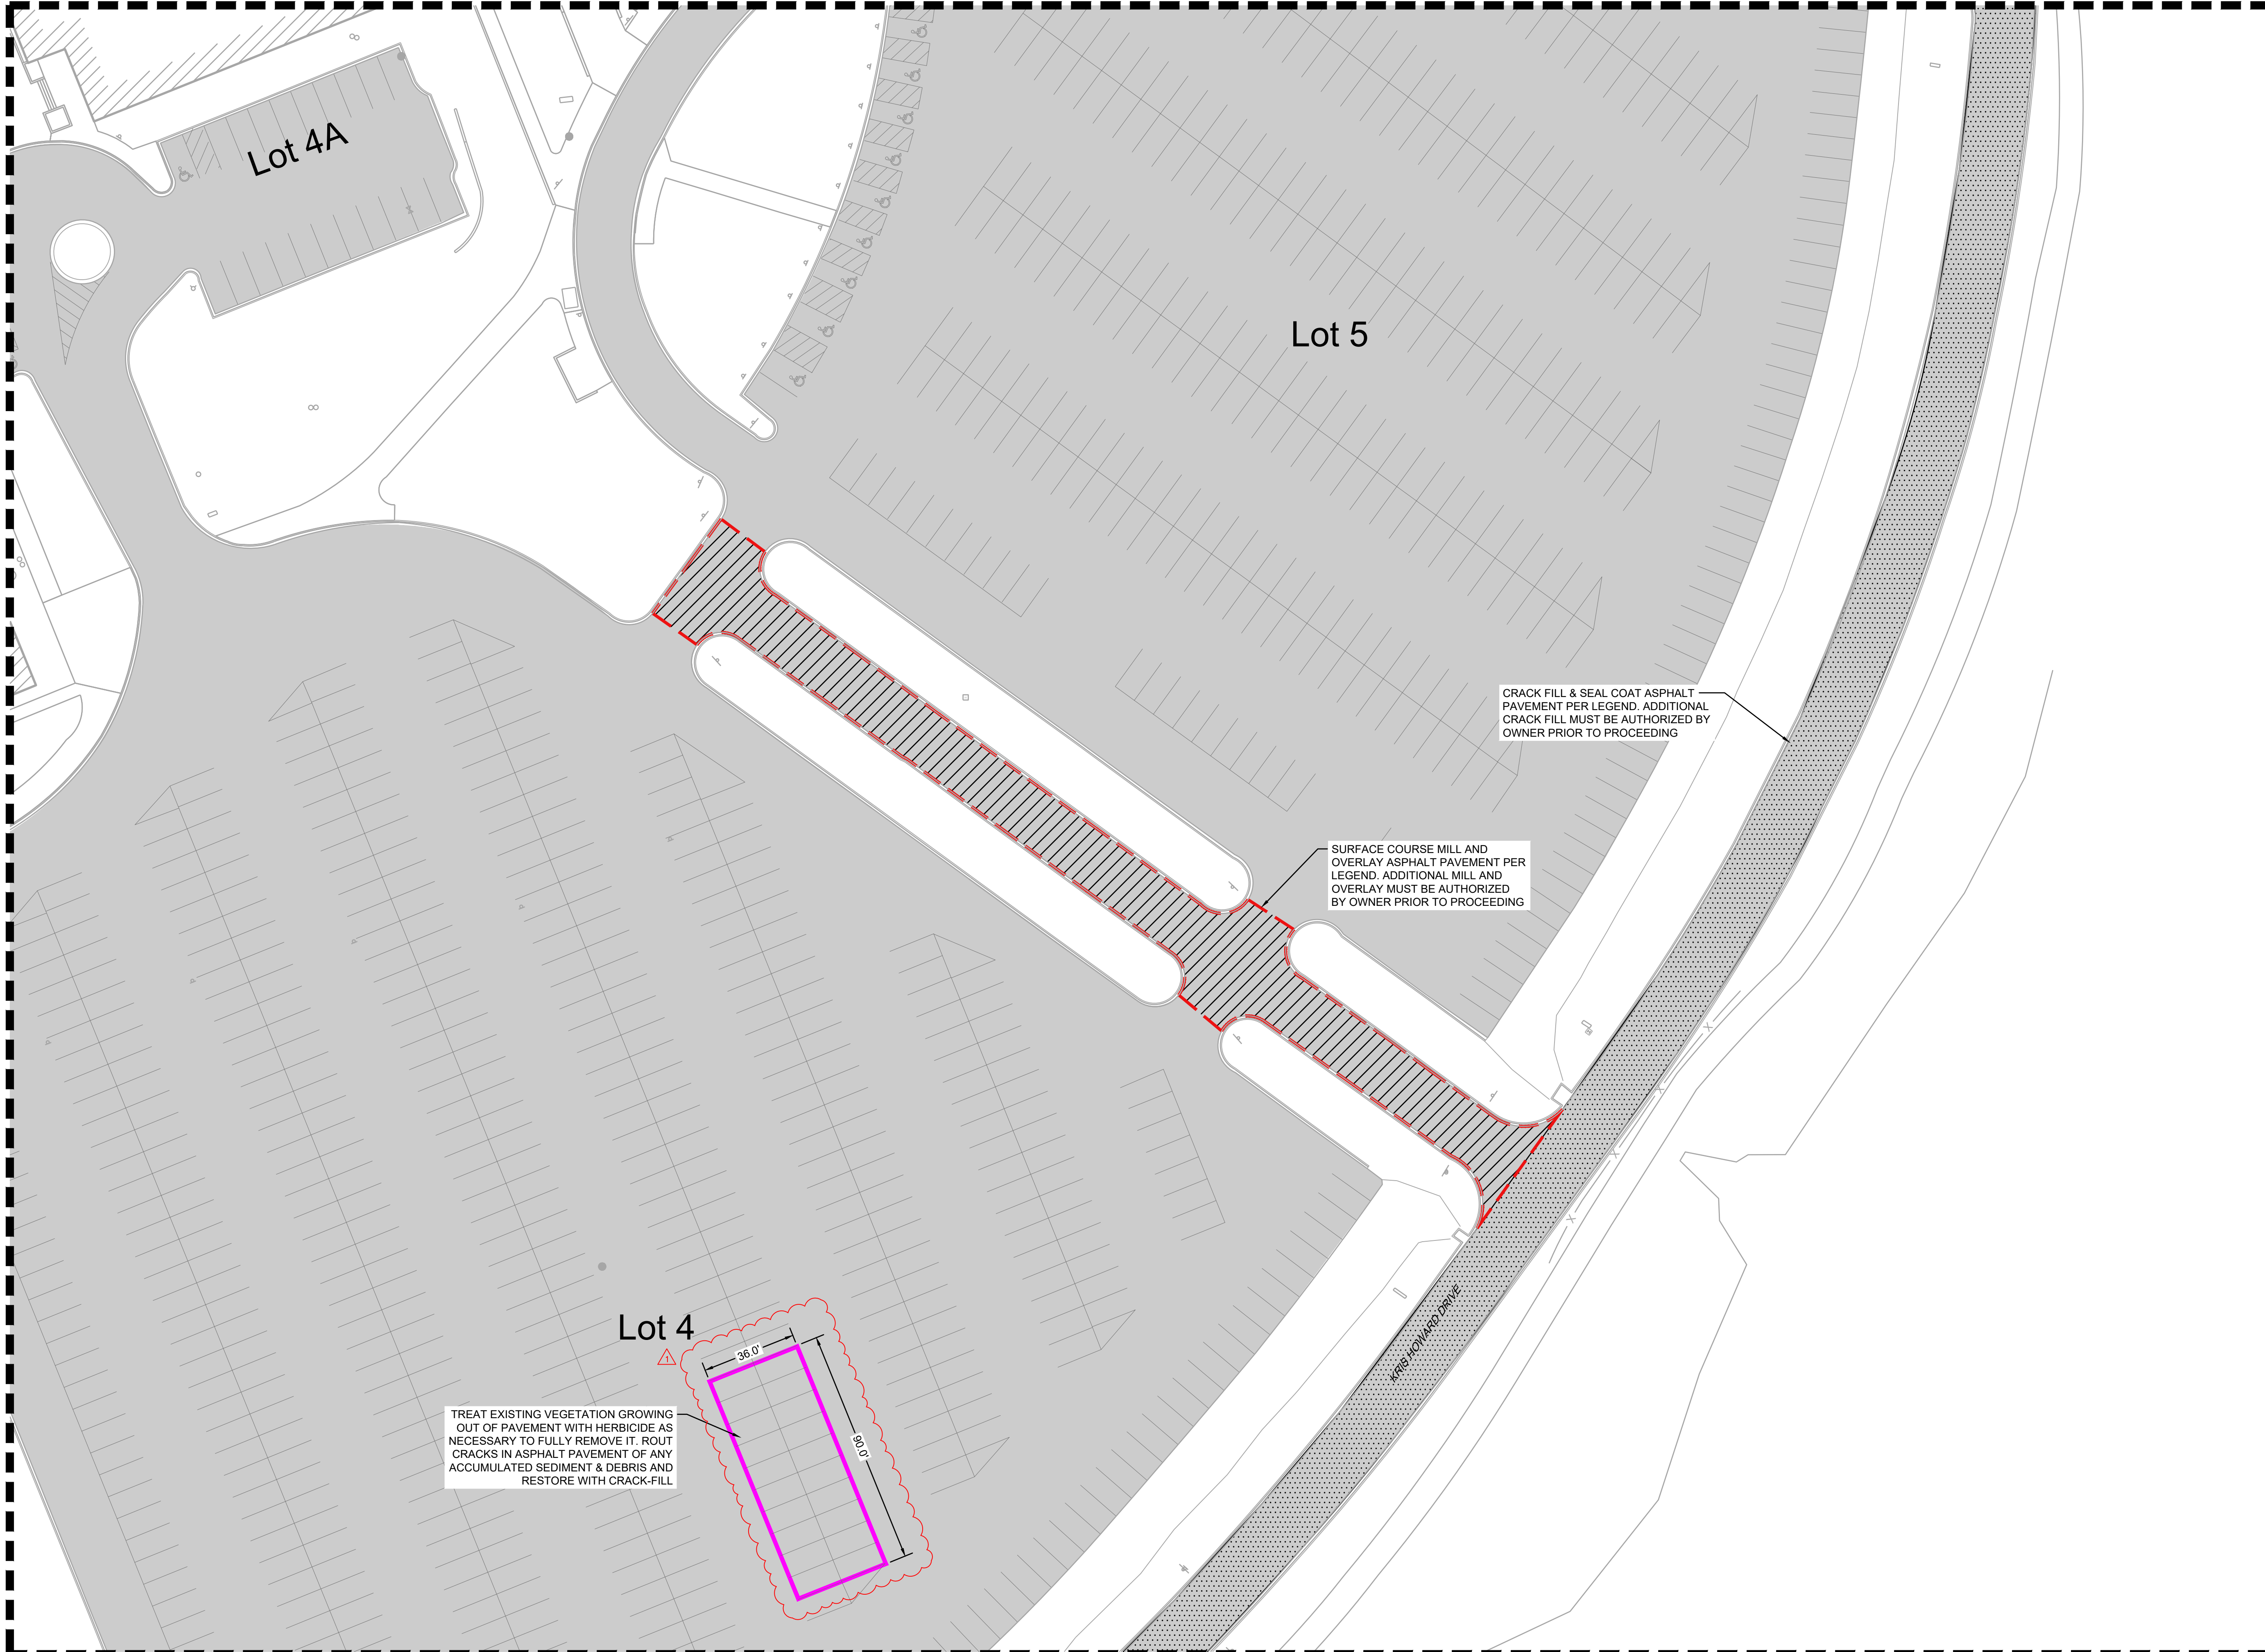 Lot 4A
Lot 5
CRACK FILL & SEAL COAT ASPHALT
PAVEMENT PER LEGEND. ADDITIONAL
CRACK FILL MUST BE AUTHORIZED BY
OWNER PRIOR TO PROCEEDING
SURFACE COURSE MILL AND
OVERLAY ASPHALT PAVEMENT PER
LEGEND. ADDITIONAL MILL AND
OVERLAY MUST BE AUTHORIZED
BY OWNER PRIOR TO PROCEEDING
X
X
X
X
KRIS HOWARD DRIVE
Lot 4
1
36.0'
90.0'
TREAT EXISTING VEGETATION GROWING
OUT OF PAVEMENT WITH HERBICIDE AS
NECESSARY TO FULLY REMOVE IT. ROUT
CRACKS IN ASPHALT PAVEMENT OF ANY
ACCUMULATED SEDIMENT & DEBRIS AND
RESTORE WITH CRACK-FILL